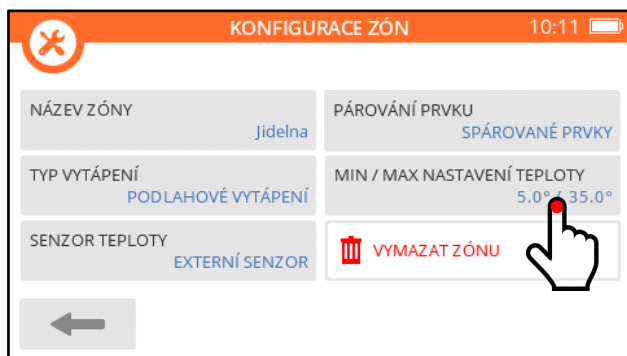 KONFIGURACE ZÓN
10:11
NÁZEV ZÓNY
Jidelna
PÁROVÁNÍ PRVKU
SPÁROVANÉ PRVKY
TYP VYTÁPENÍ
PODLAHOVÉ VYTÁPENÍ
MIN / MAX NASTAVENÍ TEPLOTY
5.0° / 35.0°
SENZOR TEPLOTY
EXTERNÍ SENZOR
VYMAZAT ZÓNU